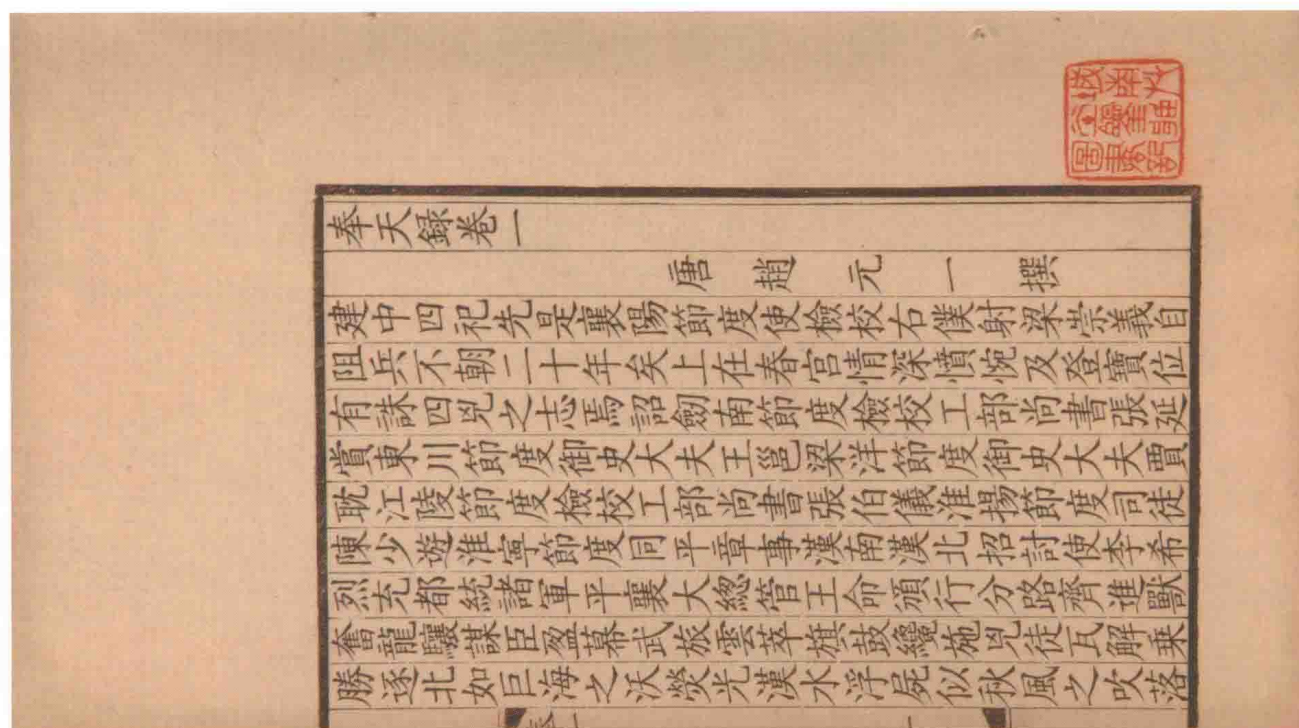 奉天録卷一
唐趙元一撰
建中四祀先是襄陽節度使檢校右僕射梁崇義自
阻兵不朝二十年矣上在春宮情深憤惋及登寶位
有誅四兇之志焉詔劒南節度檢校工部尚書張延
賞東川節度御史大夫王邕梁洋節度御史大夫賈
耽江陵節度檢校工部尚書張伯儀淮揚節度司徒
陳少遊淮寧節度同平章事漢南漢北招討使李希
烈充都統諸軍平襄大總管王命頒行分路齊進獸
奮龍驤謀臣盈幕武旅雲萃旗鼓纔施兇徒瓦解乗
勝逐北如巨海之沃熒光漢水浮屍似秋風之吹落